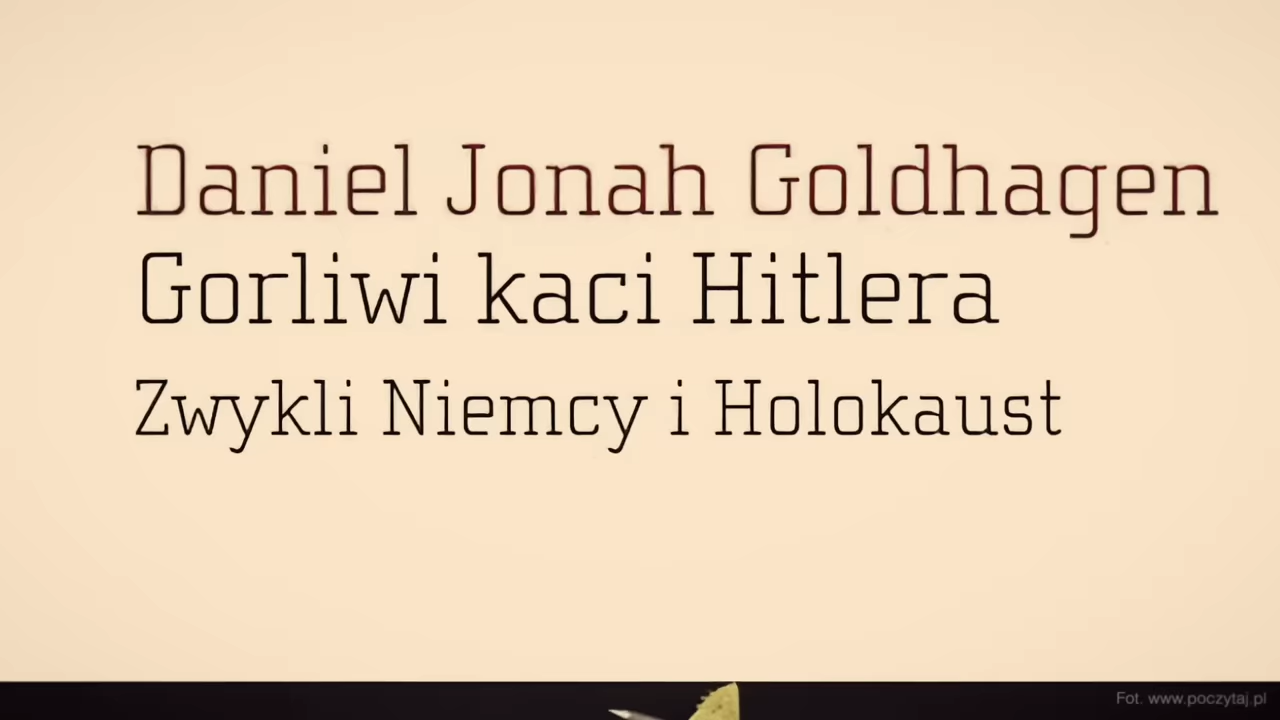 Daniel Jonah Goldhagen
Gorliwi kaci Hitlera
Zwykli Niemcy i Holokaust
Fot. www.poczytaj.pl